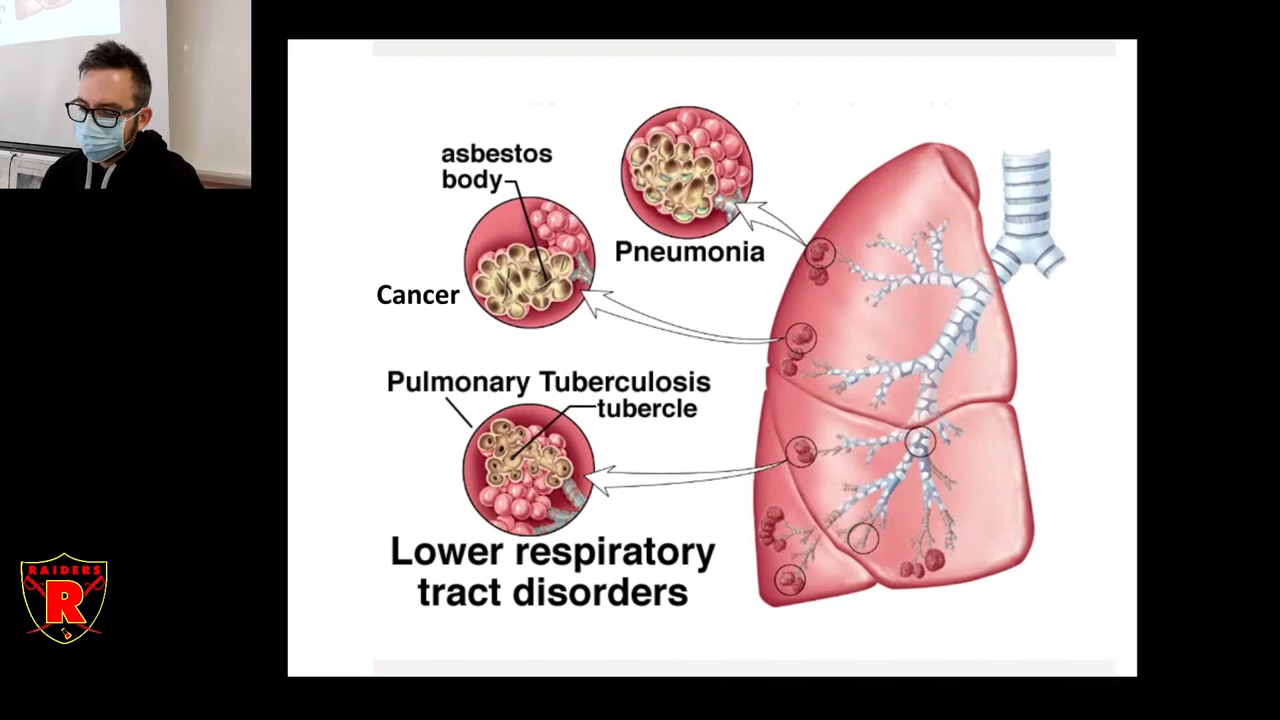 asbestos
body
Pneumonia
Cancer
Pulmonary Tuberculosis
tubercle
Lower respiratory
tract disorders
RAIDERS
R